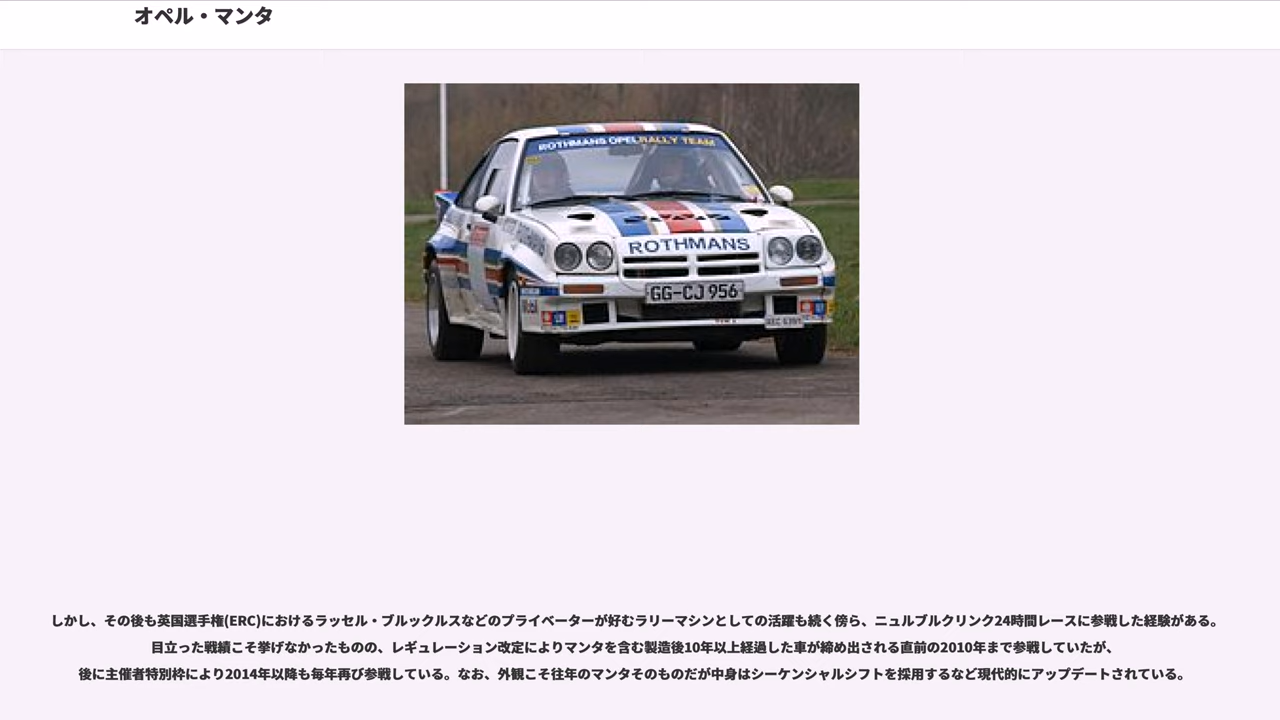 オペル・マンタ
ROTHMANS OPEL RALLY TEAM
ROTHMANS
GG-CJ 956
Mobil
しかし、その後も英国選手権(ERC)におけるラッセル・ブルックルスなどのプライベーターが好むラリーマシンとしての活躍も続く傍ら、ニュルブルクリンク24時間レースに参戦した経験がある。
目立った戦績こそ挙げなかったものの、レギュレーション改定によりマンタを含む製造後10年以上経過した車が締め出される直前の2010年まで参戦していたが、
後に主催者特別枠により2014年以降も毎年再び参戦している。なお、外観こそ往年のマンタそのものだが中身はシーケンシャルシフトを採用するなど現代的にアップデートされている。